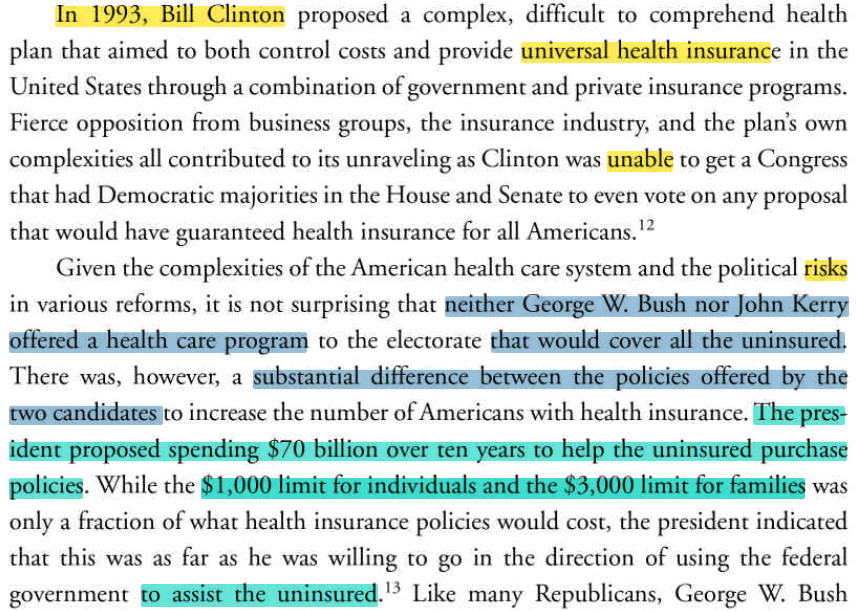 In 1993, Bill Clinton proposed a complex, difficult to comprehend health
plan that aimed to both control costs and provide universal health insurance in the
United States through a combination of government and private insurance programs.
Fierce opposition from business groups, the insurance industry, and the plan’s own
complexities all contributed to its unraveling as Clinton was unable to get a Congress
that had Democratic majorities in the House and Senate to even vote on any proposal
that would have guaranteed health insurance for all Americans.12
Given the complexities of the American health care system and the political risks
in various reforms, it is not surprising that neither George W. Bush nor John Kerry
offered a health care program to the electorate that would cover all the uninsured.
There was, however, a substantial difference between the policies offered by the
two candidates to increase the number of Americans with health insurance. The pres-
ident proposed spending $70 billion over ten years to help the uninsured purchase
policies. While the $1,000 limit for individuals and the $3,000 limit for families was
only a fraction of what health insurance policies would cost, the president indicated
that this was as far as he was willing to go in the direction of using the federal
government to assist the uninsured.13 Like many Republicans, George W. Bush